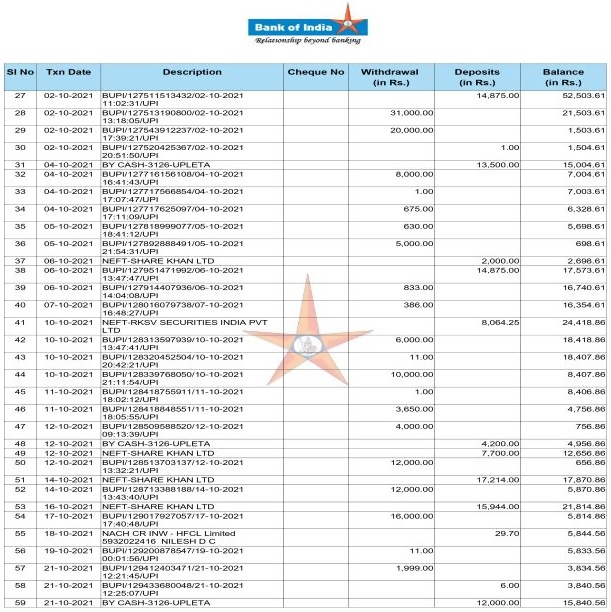 Bank of India
Relationship beyond banking
Sl No Txn Date Description Cheque No Withdrawal (in Rs.) Deposits (in Rs.) Balance (in Rs.)
27 02-10-2021 BUPI/127511513432/02-10-2021 14,875.00 52,503.61
11:02:31/UPI
28 02-10-2021 BUPI/127513190800/02-10-2021 31,000.00 21,503.61
13:18:05/UPI
29 02-10-2021 BUPI/127543912237/02-10-2021 20,000.00 1,503.61
17:39:21/UPI
30 02-10-2021 BUPI/127520425367/02-10-2021 1.00 1,504.61
20:51:50/UPI
31 04-10-2021 BY CASH-3126-UPLETA 13,500.00 15,004.61
32 04-10-2021 BUPI/127716156108/04-10-2021 8,000.00 7,004.61
16:41:43/UPI
33 04-10-2021 BUPI/127717566854/04-10-2021 1.00 7,003.61
17:07:47/UPI
34 04-10-2021 BUPI/127717625097/04-10-2021 675.00 6,328.61
17:11:09/UPI
35 05-10-2021 BUPI/127818999077/05-10-2021 630.00 5,698.61
18:41:12/UPI
36 05-10-2021 BUPI/127892888491/05-10-2021 5,000.00 698.61
21:54:31/UPI
37 06-10-2021 NEFT-SHARE KHAN LTD 2,000.00 2,698.61
38 06-10-2021 BUPI/127951471992/06-10-2021 14,875.00 17,573.61
13:47:47/UPI
39 06-10-2021 BUPI/127914407936/06-10-2021 833.00 16,740.61
14:04:08/UPI
40 07-10-2021 BUPI/128016079738/07-10-2021 386.00 16,354.61
16:48:27/UPI
41 10-10-2021 NEFT-RKSV SECURITIES INDIA PVT 8,064.25 24,418.86
LTD
42 10-10-2021 BUPI/128313597939/10-10-2021 6,000.00 18,418.86
13:47:41/UPI
43 10-10-2021 BUPI/128320452504/10-10-2021 11.00 18,407.86
20:42:21/UPI
44 10-10-2021 BUPI/128339768050/10-10-2021 10,000.00 8,407.86
21:11:54/UPI
45 11-10-2021 BUPI/128418755911/11-10-2021 1.00 8,406.86
18:02:12/UPI
46 11-10-2021 BUPI/128418848551/11-10-2021 3,650.00 4,756.86
18:05:55/UPI
47 12-10-2021 BUPI/128509588520/12-10-2021 4,000.00 756.86
09:13:39/UPI
48 12-10-2021 BY CASH-3126-UPLETA 4,200.00 4,956.86
49 12-10-2021 NEFT-SHARE KHAN LTD 7,700.00 12,656.86
50 12-10-2021 BUPI/128513703137/12-10-2021 12,000.00 656.86
13:32:21/UPI
51 14-10-2021 NEFT-SHARE KHAN LTD 17,214.00 17,870.86
52 14-10-2021 BUPI/128713388188/14-10-2021 12,000.00 5,870.86
13:43:40/UPI
53 16-10-2021 NEFT-SHARE KHAN LTD 15,944.00 21,814.86
54 17-10-2021 BUPI/129017927057/17-10-2021 16,000.00 5,814.86
17:40:48/UPI
55 18-10-2021 NACH CR INW - HFCL Limited 29.70 5,844.56
5932022416 NILESH D C
56 19-10-2021 BUPI/129200878547/19-10-2021 11.00 5,833.56
00:01:56/UPI
57 21-10-2021 BUPI/129412403471/21-10-2021 1,999.00 3,834.56
12:21:45/UPI
58 21-10-2021 BUPI/129433680048/21-10-2021 6.00 3,840.56
12:25:07/UPI
59 21-10-2021 BY CASH-3126-UPLETA 12,000.00 15,840.56